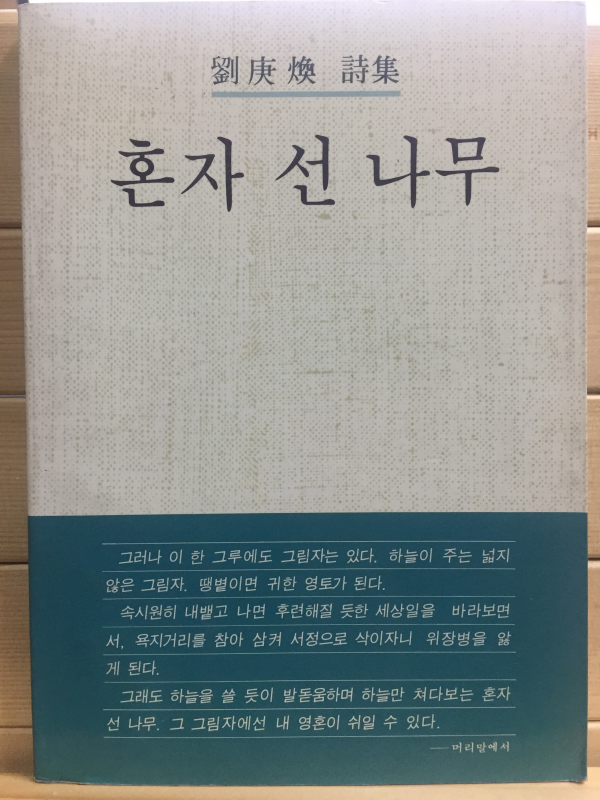 劉庚煥 詩集
혼자 선 나무
그러나 이 한 그루에도 그림자는 있다. 하늘이 주는 넓지
않은 그림자. 땡볕이면 귀한 영토가 된다.
속시원히 내뱉고 나면 후련해질 듯한 세상일을 바라보면
서, 욕지거리를 참아 삼켜 서정으로 삭이자니 위장병을 앓
게 된다.
그래도 하늘을 쓸 듯이 발돋움하며 하늘만 쳐다보는 혼자
선 나무. 그 그림자에선 내 영혼이 쉬일 수 있다.
──머리말에서